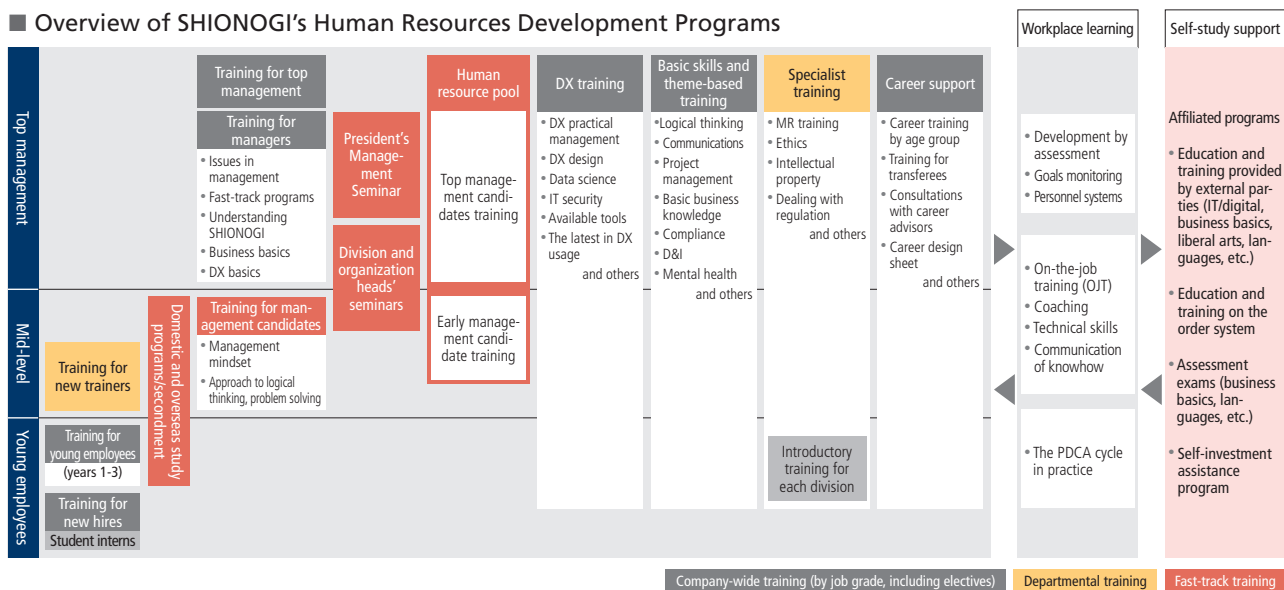 ■ Overview of SHIONOGI's Human Resources Development Programs
Workplace learning
Self-study support
Top management
Mid-level
Young employees
Training for top
management
Training for
managers
• Issues in
management
• Fast-track programs
• Understanding
SHIONOGI
• Business basics
• DX basics
Training for man-
agement candidates
• Management
mindset
• Approach to logical
thinking, problem solving
Training for
new trainers
Domestic and overseas study
programs/secondment
Training for
young employees
(years 1-3)
Training for
new hires
Student interns
President's
Manage-
ment
Seminar
Division and
organization
heads'
seminars
Human
resource pool
Top manage-
ment candi-
dates training
Early manage-
ment candi-
date training
DX training
• DX practical
management
• DX design
• Data science
• IT security
• Available tools
• The latest in DX
usage
and others
Basic skills and
theme-based
training
•Logical thinking
• Communications
• Project
management
• Basic business
knowledge
• Compliance
• D&I
• Mental health
and others
Specialist
training
• MR training
• Ethics
• Intellectual
property
• Dealing with
regulation
and others
Introductory
training for
each division
Career support
• Career training
by age group
• Training for
transferees
• Consultations
with career
advisors
• Career design
sheet
and others
• Development by
assessment
• Goals monitoring
• Personnel systems
• On-the-job
training (OJT)
• Coaching
• Technical skills
• Communication
of knowhow
• The PDCA cycle
in practice
Affiliated programs
• Education and
training provided
by external par-
ties (IT/digital,
business basics,
liberal arts, lan-
guages, etc.)
• Education and
training on the
order system
• Assessment
exams (business
basics, lan-
guages, etc.)
• Self-investment
assistance
program
Company-wide training (by job grade, including electives)
Departmental training
Fast-track training